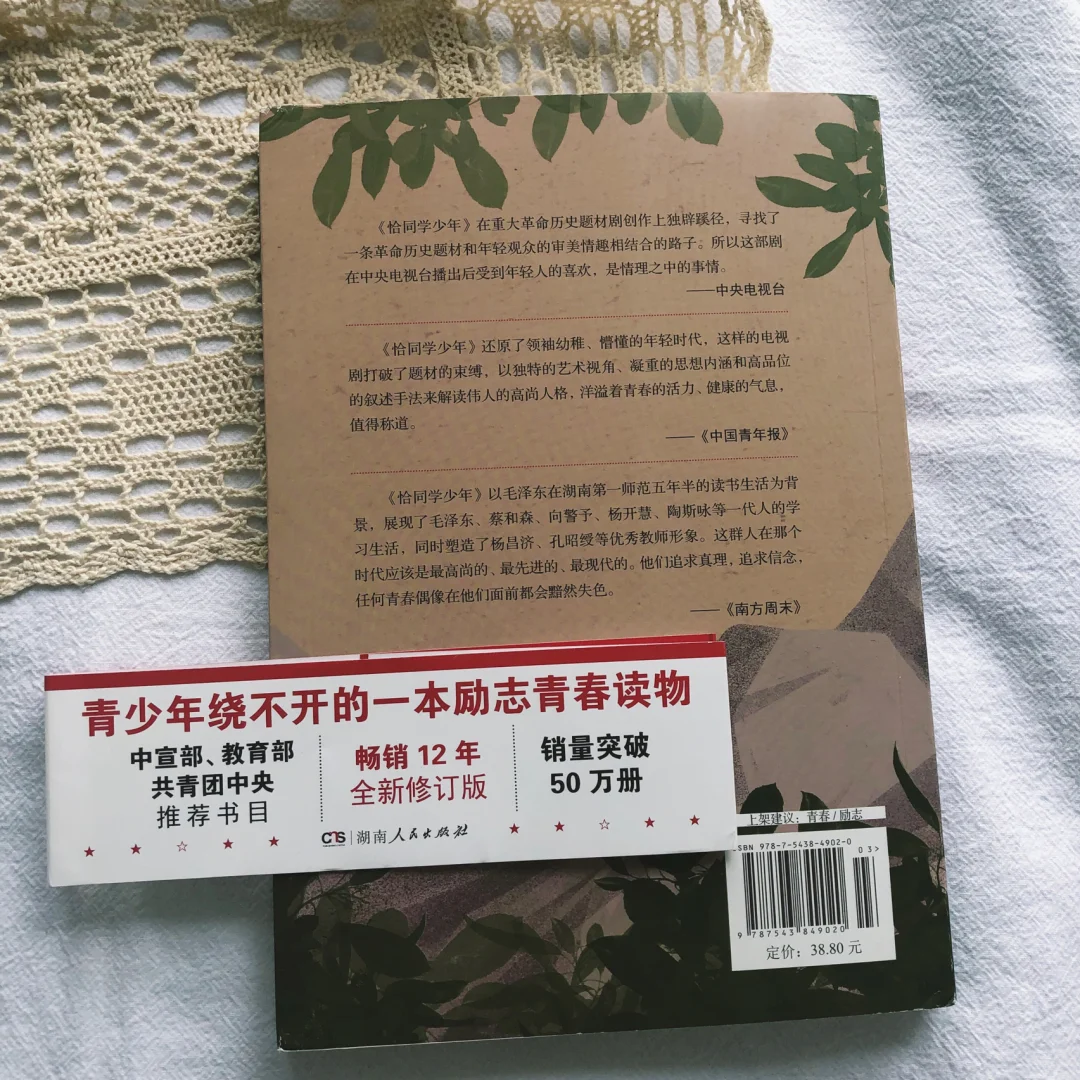 《恰同学少年》在重大革命历史题材剧创作上独辟蹊径，寻找了
一条革命历史题材和年轻观众的审美情趣相结合的路子。所以这部剧
在中央电视台播出后受到年轻人的喜欢，是情理之中的事情。
——中央电视台
《恰同学少年》还原了领袖幼稚、懵懂的年轻时代，这样的电视
剧打破了题材的束缚，以独特的艺术视角、凝重的思想内涵和高品位
的叙述手法来解读伟人的高尚人格，洋溢着青春的活力、健康的气息，
值得称道。
——《中国青年报》
《恰同学少年》以毛泽东在湖南第一师范五年半的读书生活为背
景，展现了毛泽东、蔡和森、向警予、杨开慧、陶斯咏等一代人的学
习生活，同时塑造了杨昌济、孔昭绶等优秀教师形象。这群人在那个
时代应该是最高尚的、最先进的、最现代的。他们追求真理，追求信念，
任何青春偶像在他们面前都会黯然失色。
——《南方周末》
青少年绕不开的一本励志青春读物
中宣部、教育部
共青团中央
推荐书目
畅销12年
全新修订版
销量突破
50万册
湖南人民出版社
上架建议：青春/励志
ISBN 978-7-5438-4902-0
03>
9 787543 849020
定价：38.80元